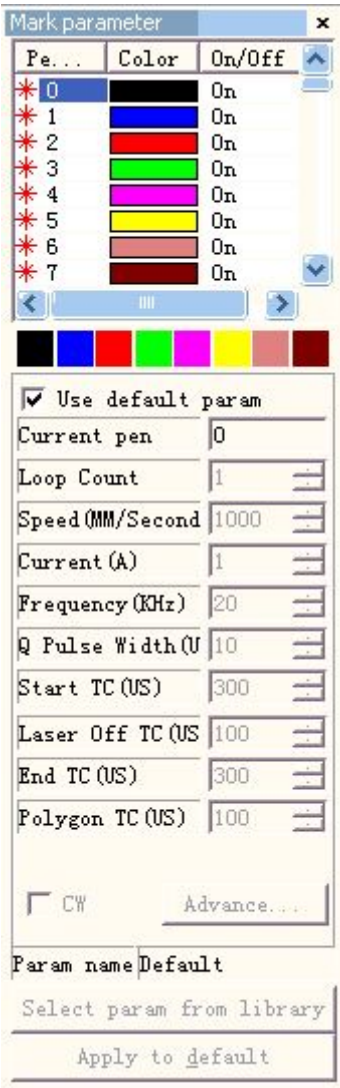 Mark parameter
Pe... Color On/Off
0 On
1 On
2 On
3 On
4 On
5 On
6 On
7 On
Use default param
Current pen 0
Loop Count 1
Speed(MM/Second 1000
Current(A) 1
Frequency(KHz) 20
Q Pulse Width(U 10
Start TC(US) 300
Laser Off TC(US 100
End TC(US) 300
Polygon TC(US) 100
CW Advance...
Param name Default
Select param from library
Apply to default